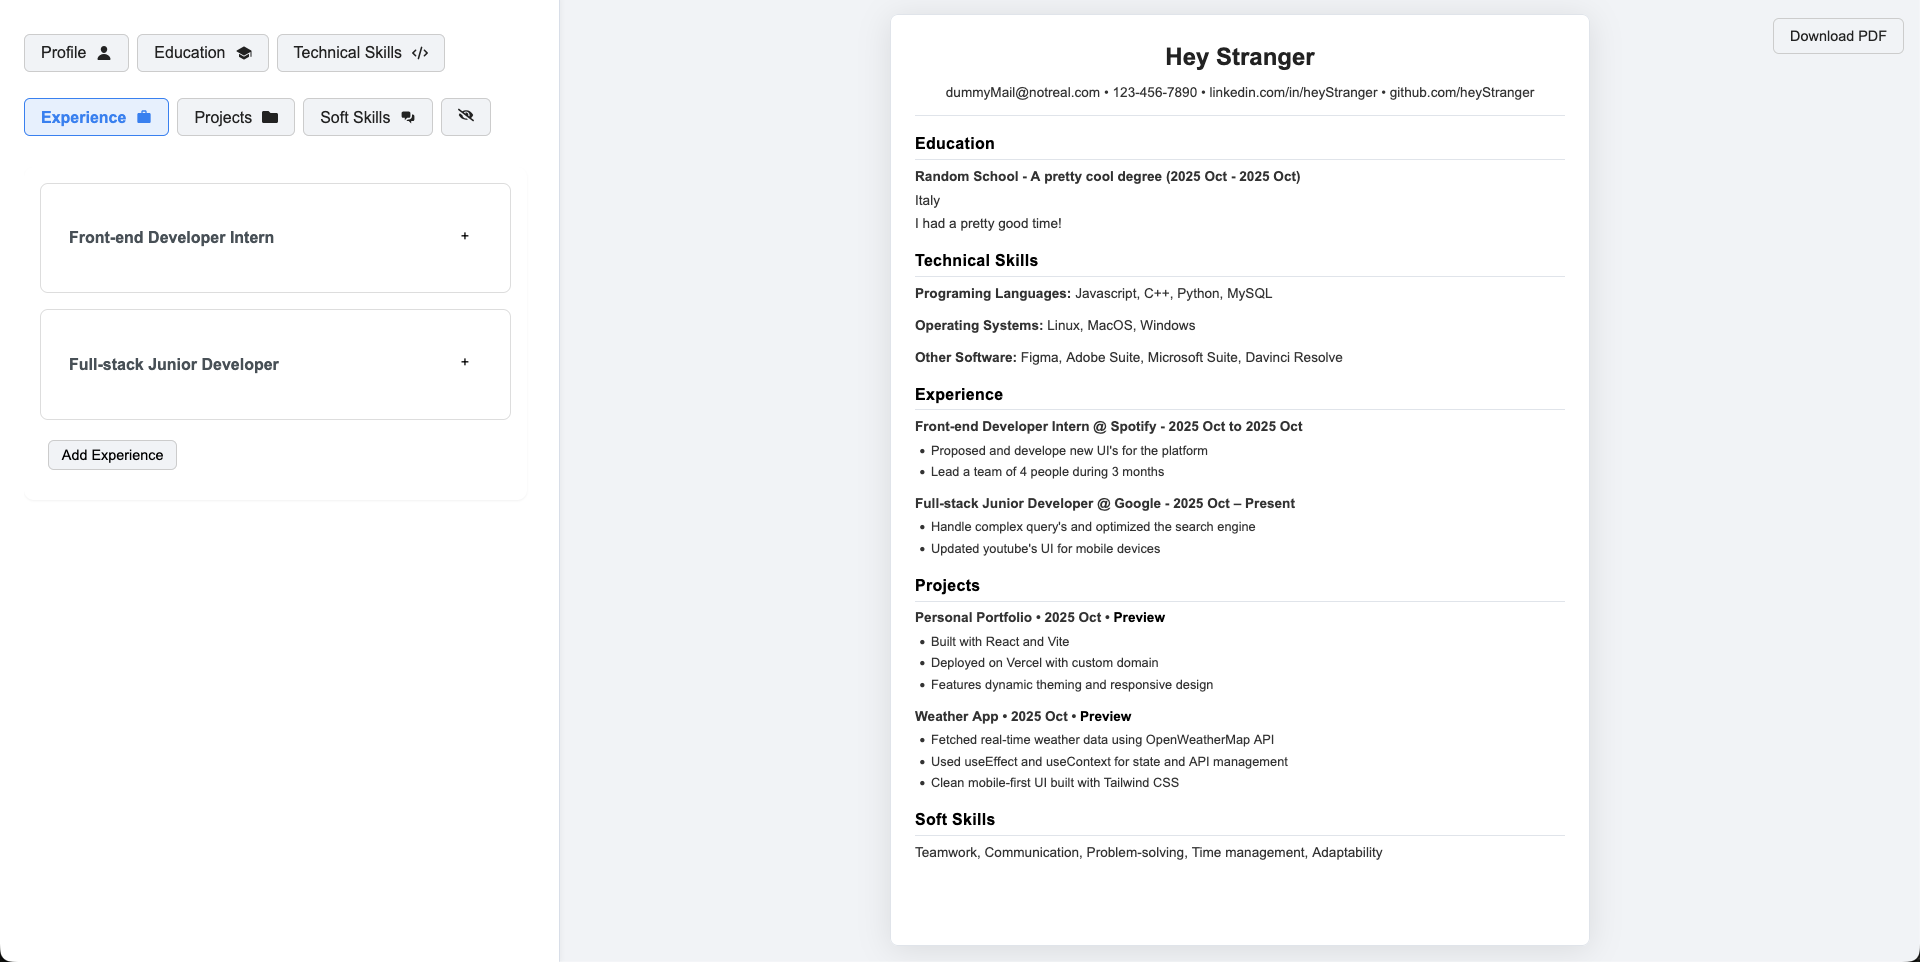 Profile
Education
Technical Skills
Experience
Projects
Soft Skills
Front-end Developer Intern +
Full-stack Junior Developer +
Add Experience
Download PDF
Hey Stranger
dummyMail@notreal.com • 123-456-7890 • linkedin.com/in/heyStranger • github.com/heyStranger
Education
Random School - A pretty cool degree (2025 Oct - 2025 Oct)
Italy
I had a pretty good time!
Technical Skills
Programing Languages: Javascript, C++, Python, MySQL
Operating Systems: Linux, MacOS, Windows
Other Software: Figma, Adobe Suite, Microsoft Suite, Davinci Resolve
Experience
Front-end Developer Intern @ Spotify - 2025 Oct to 2025 Oct
• Proposed and develope new UI's for the platform
• Lead a team of 4 people during 3 months
Full-stack Junior Developer @ Google - 2025 Oct – Present
• Handle complex query's and optimized the search engine
• Updated youtube's UI for mobile devices
Projects
Personal Portfolio • 2025 Oct • Preview
• Built with React and Vite
• Deployed on Vercel with custom domain
• Features dynamic theming and responsive design
Weather App • 2025 Oct • Preview
• Fetched real-time weather data using OpenWeatherMap API
• Used useEffect and useContext for state and API management
• Clean mobile-first UI built with Tailwind CSS
Soft Skills
Teamwork, Communication, Problem-solving, Time management, Adaptability